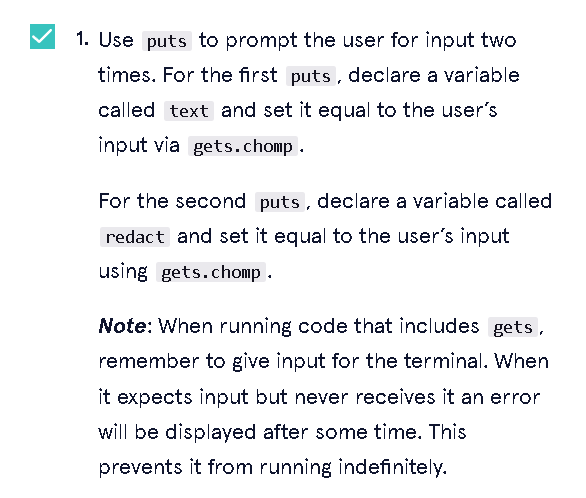 1. Use puts to prompt the user for input two
times. For the first puts, declare a variable
called text and set it equal to the user’s
input via gets.chomp.
For the second puts, declare a variable called
redact and set it equal to the user’s input
using gets.chomp.
Note: When running code that includes gets,
remember to give input for the terminal. When
it expects input but never receives it an error
will be displayed after some time. This
prevents it from running indefinitely.